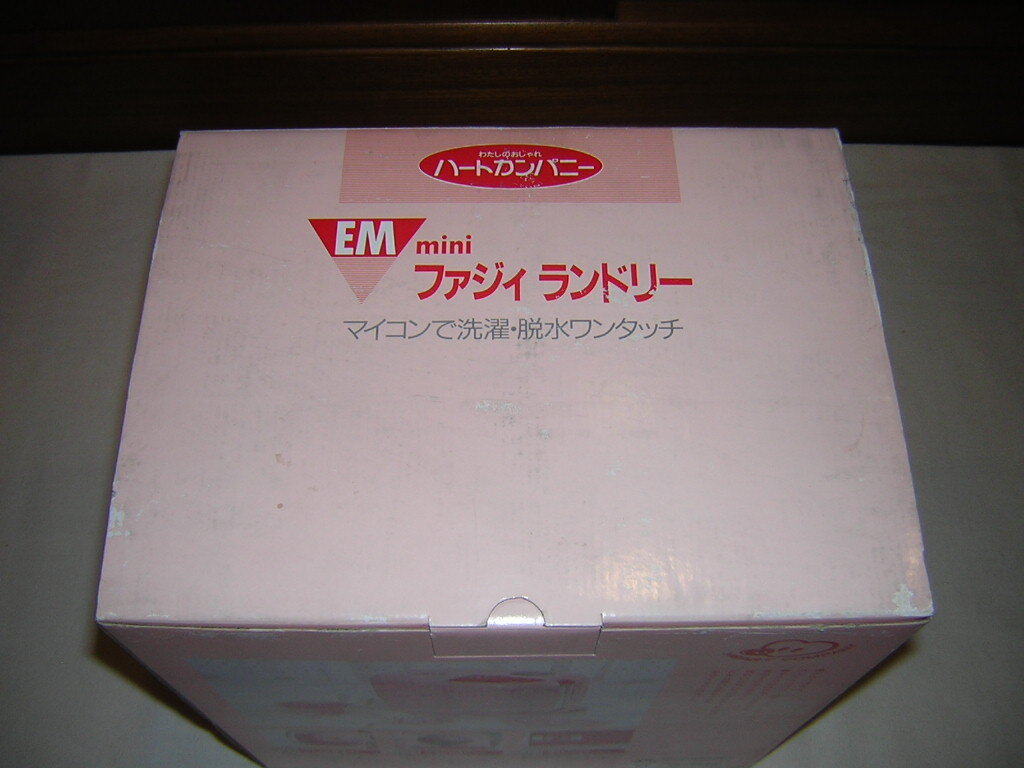 わたしのおしゃれ
ハートカンパニー
EM mini
ファジィ ランドリー
マイコンで洗濯・脱水ワンタッチ